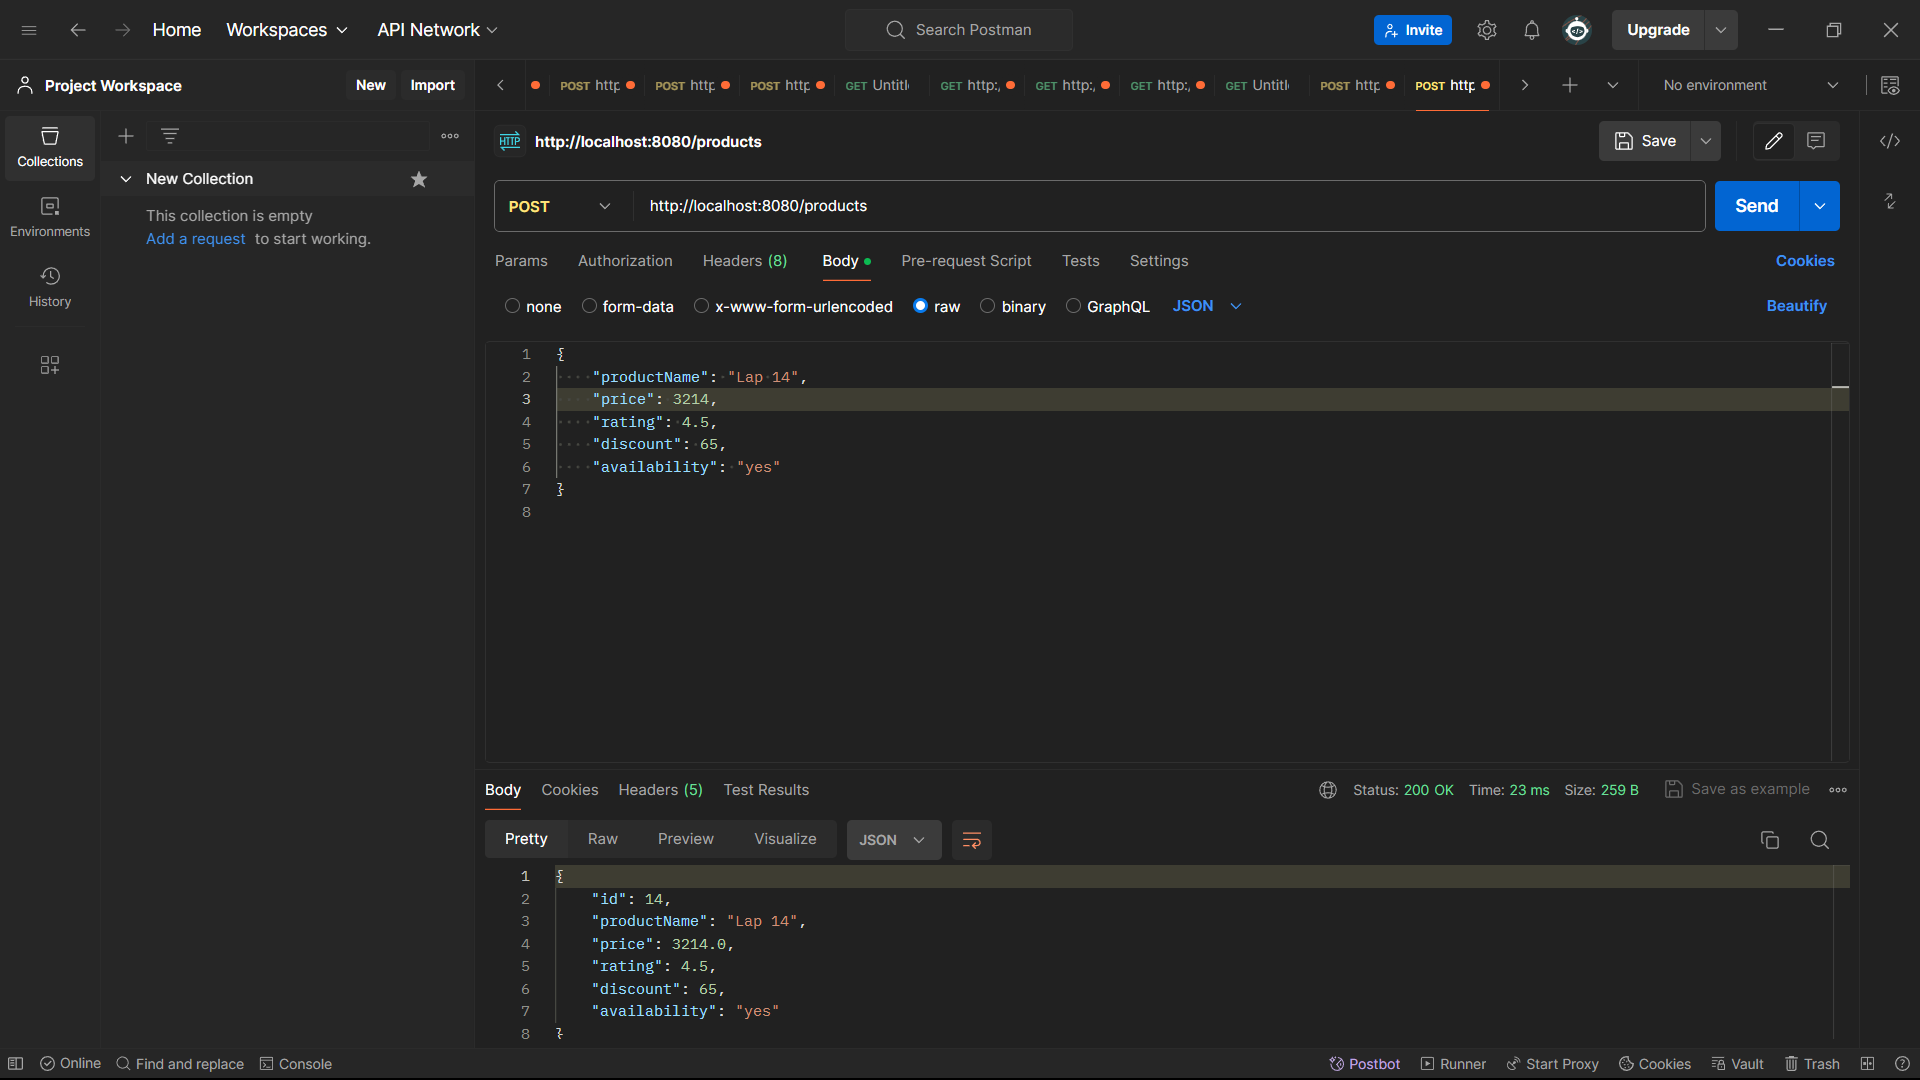 Home Workspaces API Network Search Postman Invite Upgrade
Project Workspace New Import POST http POST http POST http GET Untitl GET http:, GET http:, GET http:, GET Untitl POST http POST http No environment
Collections
Environments
History
New Collection
This collection is empty
Add a request to start working.
HTTP http://localhost:8080/products Save
POST http://localhost:8080/products Send
Params Authorization Headers (8) Body Pre-request Script Tests Settings Cookies
none form-data x-www-form-urlencoded raw binary GraphQL JSON Beautify
1 {
2 "productName": "Lap 14",
3 "price": 3214,
4 "rating": 4.5,
5 "discount": 65,
6 "availability": "yes"
7 }
8
Body Cookies Headers (5) Test Results Status: 200 OK Time: 23 ms Size: 259 B Save as example
Pretty Raw Preview Visualize JSON
1 {
2 "id": 14,
3 "productName": "Lap 14",
4 "price": 3214.0,
5 "rating": 4.5,
6 "discount": 65,
7 "availability": "yes"
8 }
Online Find and replace Console Postbot Runner Start Proxy Cookies Vault Trash